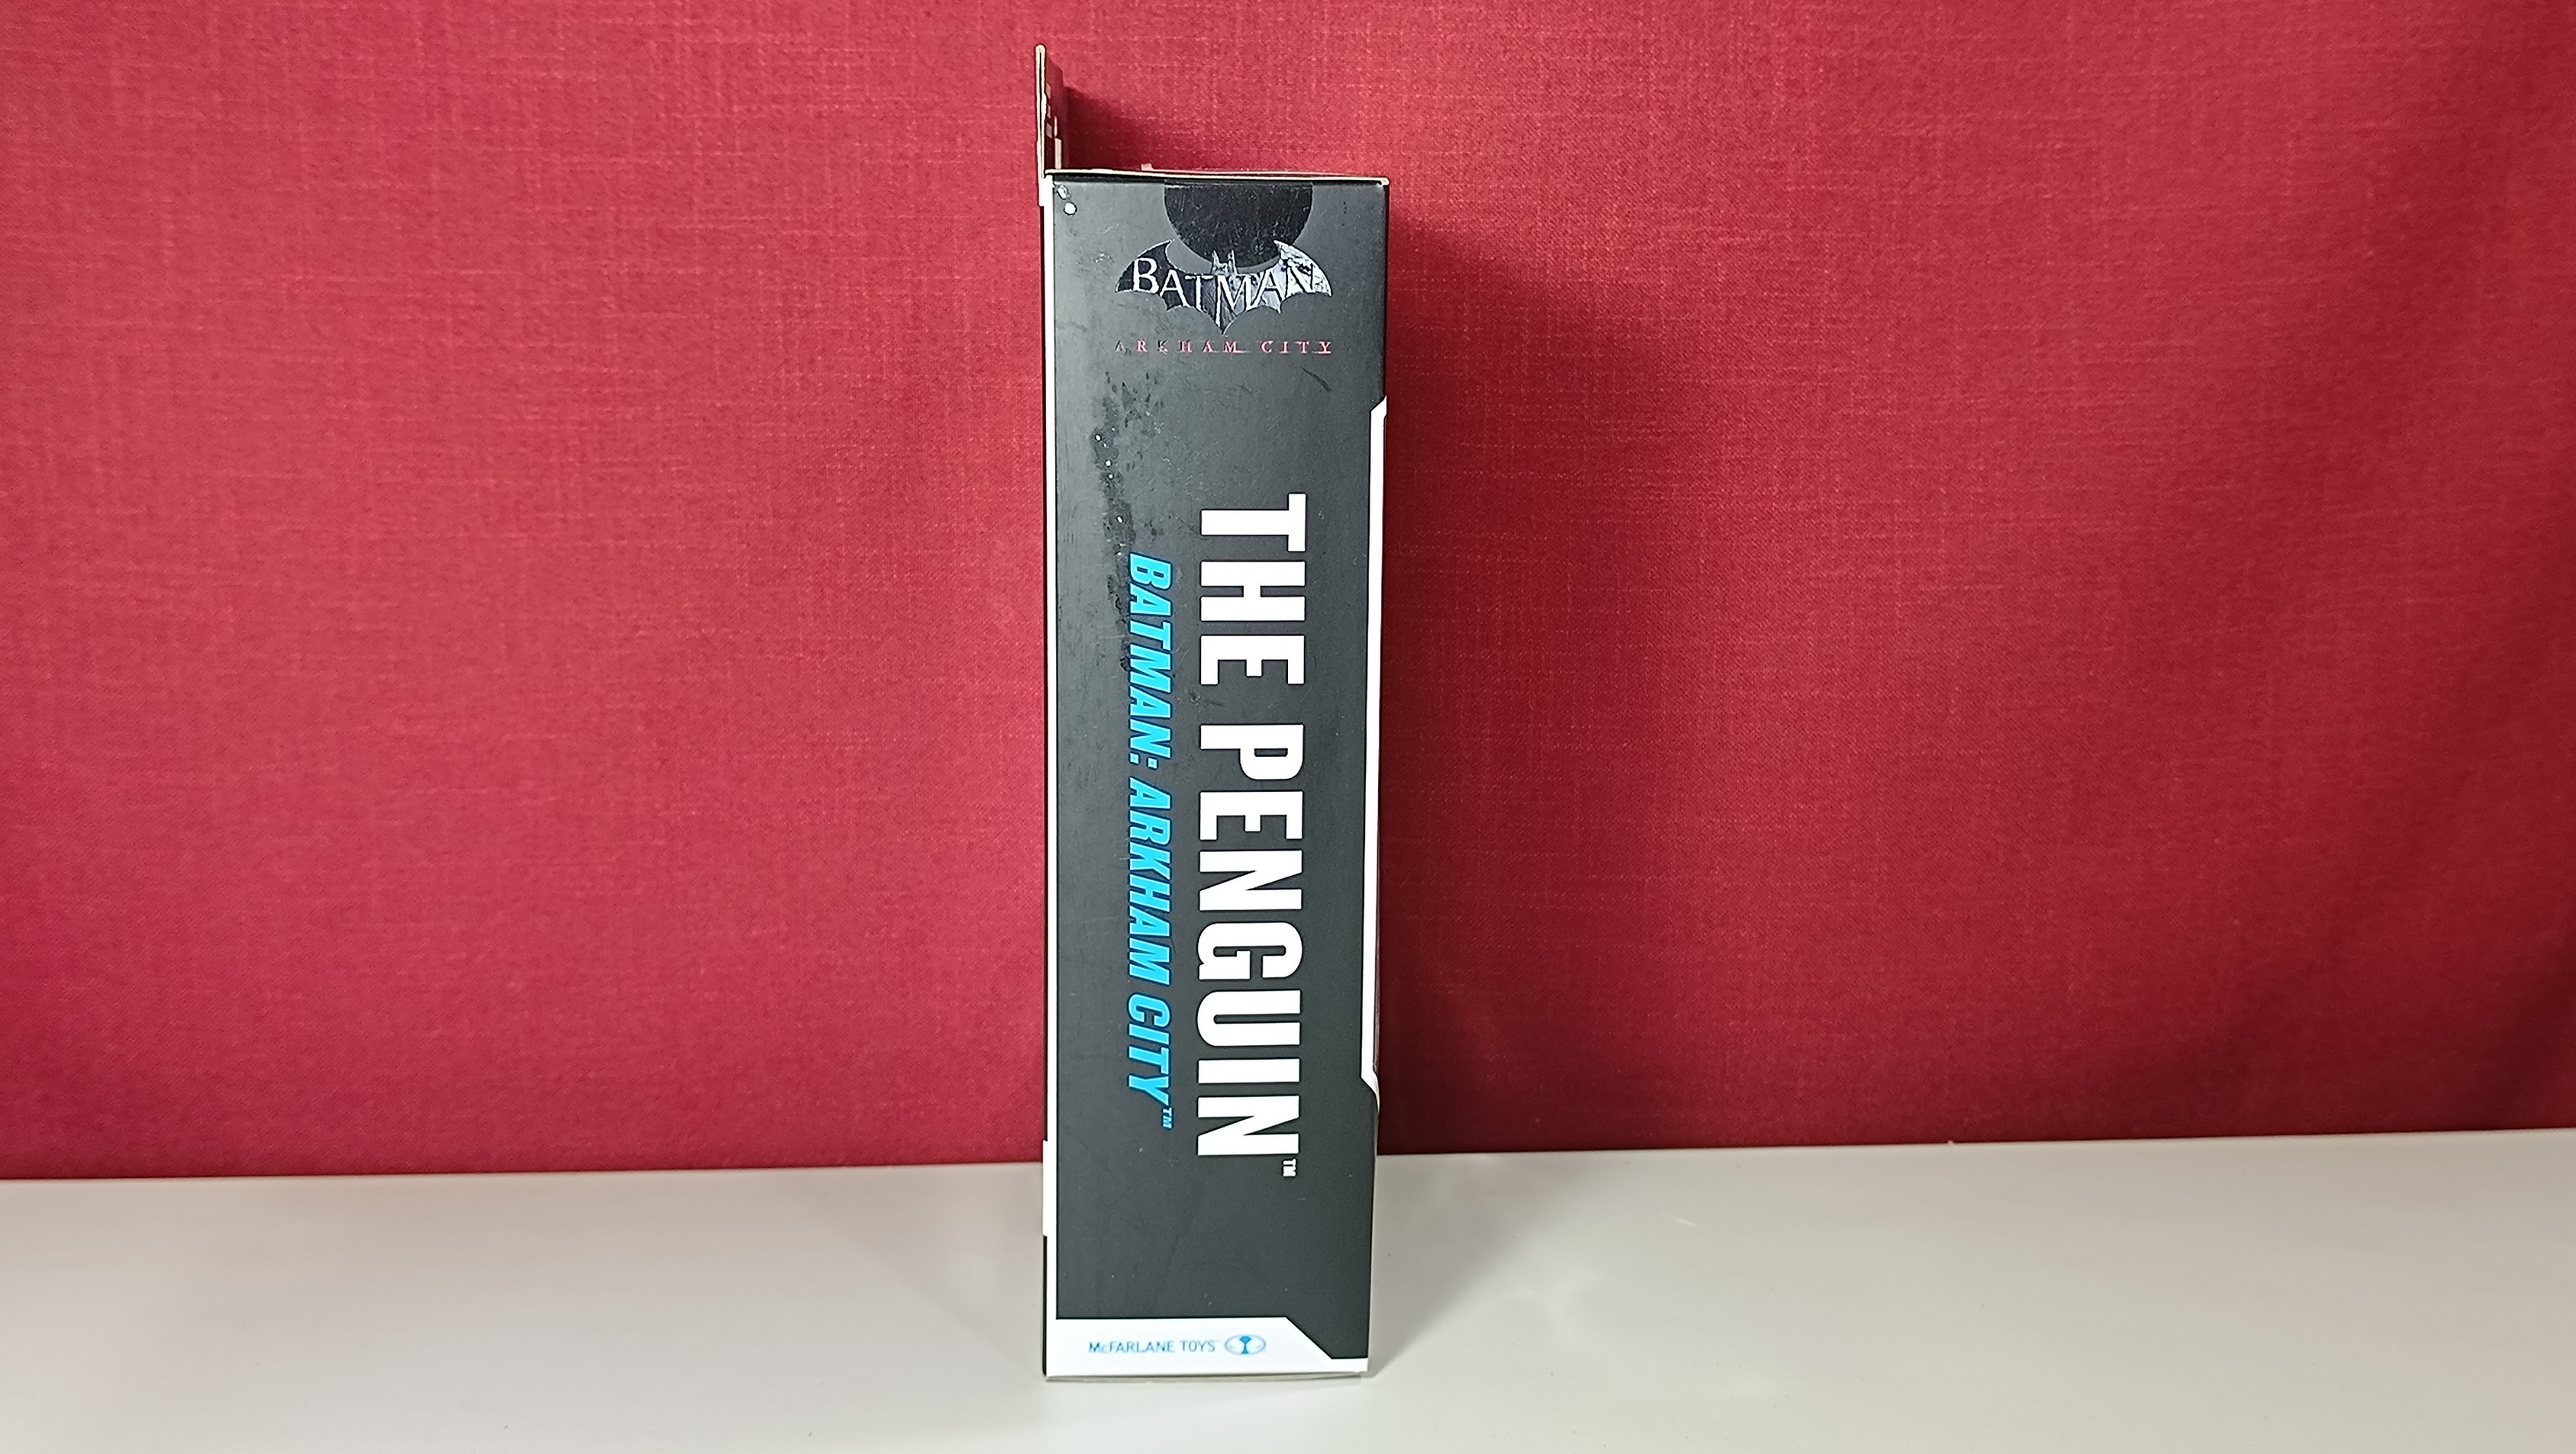 BATMAN
ARKHAM CITY
THE PENGUIN™
BATMAN: ARKHAM CITY™
McFARLANE TOYS